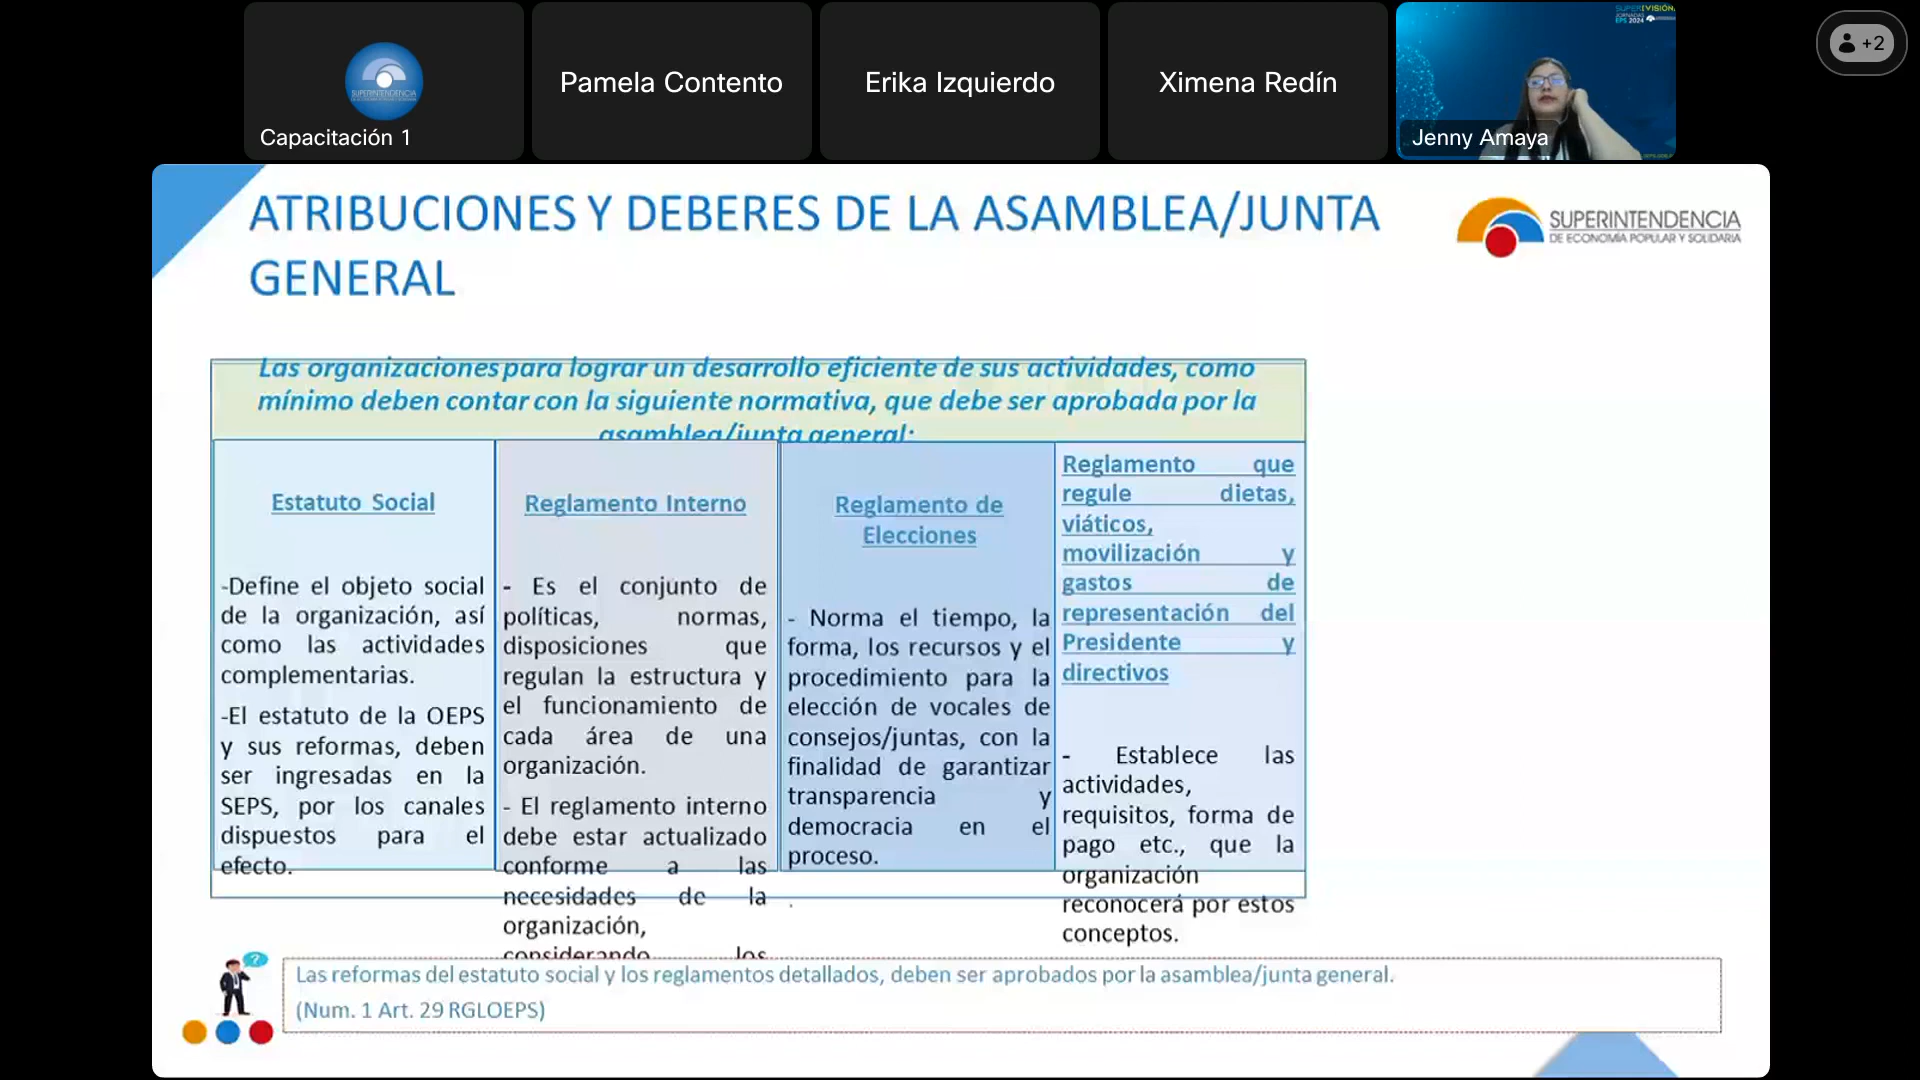 SUPER[VISIÓN]
JORNADAS
EPS 2024
+2
SUPERINTENDENCIA
DE ECONOMÍA POPULAR Y SOLIDARIA
Capacitación 1
Pamela Contento
Erika Izquierdo
Ximena Redín
Jenny Amaya
ATRIBUCIONES Y DEBERES DE LA ASAMBLEA/JUNTA
GENERAL
SUPERINTENDENCIA
DE ECONOMÍA POPULAR Y SOLIDARIA
Las organizaciones para lograr un desarrollo eficiente de sus actividades, como
mínimo deben contar con la siguiente normativa, que debe ser aprobada por la
asamblea/junta general:
Estatuto Social
-Define el objeto social
de la organización, así
como las actividades
complementarias.
-El estatuto de la OEPS
y sus reformas, deben
ser ingresadas en la
SEPS, por los canales
dispuestos para el
efecto.
Reglamento Interno
- Es el conjunto de
políticas, normas,
disposiciones que
regulan la estructura y
el funcionamiento de
cada área de una
organización.
- El reglamento interno
debe estar actualizado
conforme a las
necesidades de la
organización,
considerando los
Reglamento de
Elecciones
- Norma el tiempo, la
forma, los recursos y el
procedimiento para la
elección de vocales de
consejos/juntas, con la
finalidad de garantizar
transparencia y
democracia en el
proceso.
.
Reglamento que
regule dietas,
viáticos,
movilización y
gastos de
representación del
Presidente y
directivos
- Establece las
actividades,
requisitos, forma de
pago etc., que la
organización
reconocerá por estos
conceptos.
?
Las reformas del estatuto social y los reglamentos detallados, deben ser aprobados por la asamblea/junta general.
(Num. 1 Art. 29 RGLOEPS)